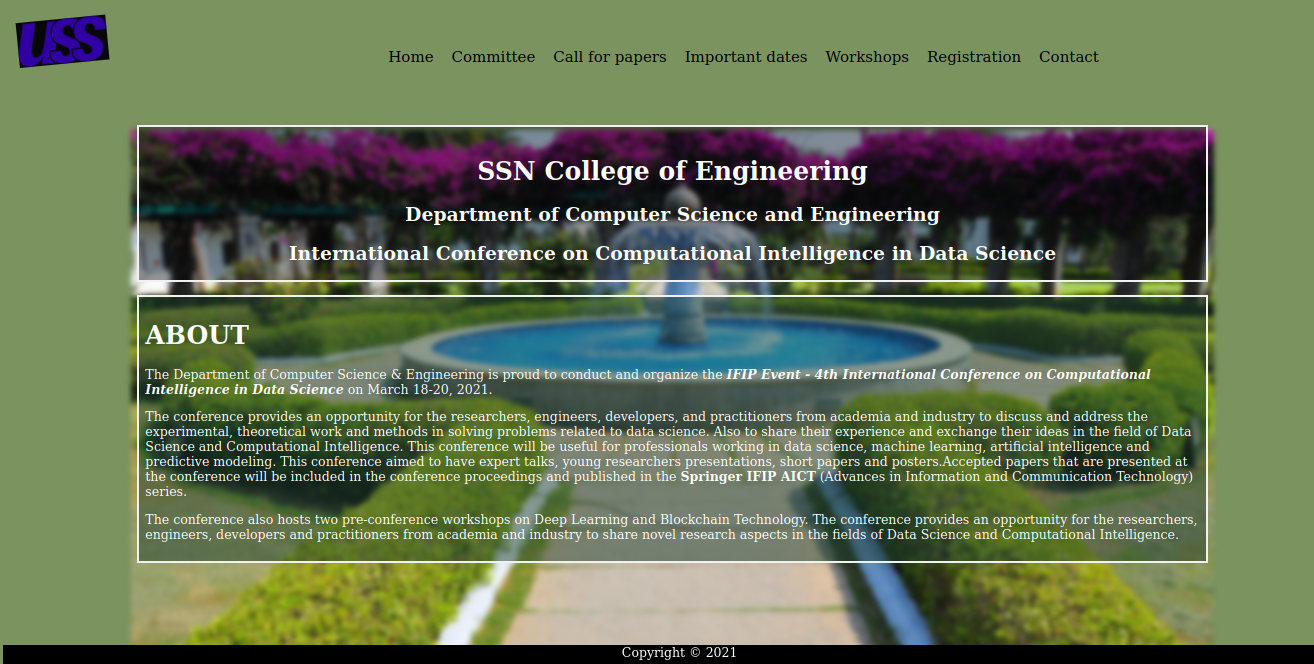 USS
Home Committee Call for papers Important dates Workshops Registration Contact
SSN College of Engineering
Department of Computer Science and Engineering
International Conference on Computational Intelligence in Data Science
ABOUT
The Department of Computer Science & Engineering is proud to conduct and organize the IFIP Event - 4th International Conference on Computational
Intelligence in Data Science on March 18-20, 2021.
The conference provides an opportunity for the researchers, engineers, developers, and practitioners from academia and industry to discuss and address the
experimental, theoretical work and methods in solving problems related to data science. Also to share their experience and exchange their ideas in the field of Data
Science and Computational Intelligence. This conference will be useful for professionals working in data science, machine learning, artificial intelligence and
predictive modeling. This conference aimed to have expert talks, young researchers presentations, short papers and posters.Accepted papers that are presented at
the conference will be included in the conference proceedings and published in the Springer IFIP AICT (Advances in Information and Communication Technology)
series.
The conference also hosts two pre-conference workshops on Deep Learning and Blockchain Technology. The conference provides an opportunity for the researchers,
engineers, developers and practitioners from academia and industry to share novel research aspects in the fields of Data Science and Computational Intelligence.
Copyright © 2021